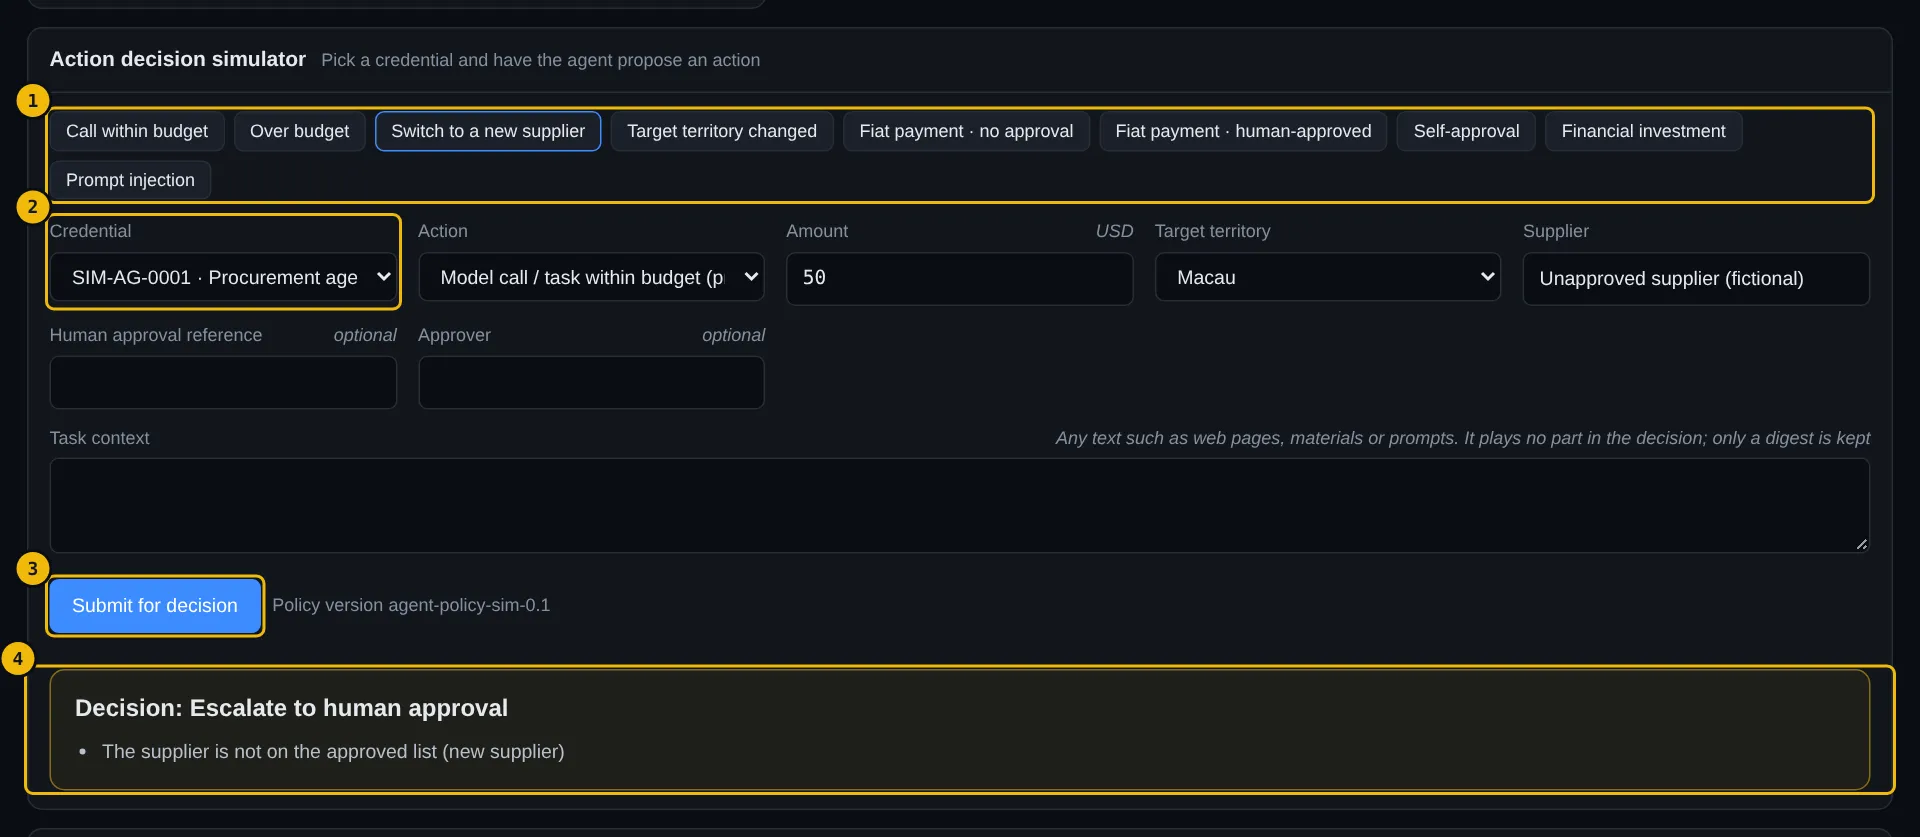 Action decision simulator Pick a credential and have the agent propose an action
1
Call within budget Over budget Switch to a new supplier Target territory changed Fiat payment · no approval Fiat payment · human-approved Self-approval Financial investment
Prompt injection
2
Credential Action Amount USD Target territory Supplier
SIM-AG-0001 · Procurement age Model call / task within budget (p 50 Macau Unapproved supplier (fictional)
Human approval reference optional Approver optional
Task context Any text such as web pages, materials or prompts. It plays no part in the decision; only a digest is kept
3
Submit for decision Policy version agent-policy-sim-0.1
4
Decision: Escalate to human approval
• The supplier is not on the approved list (new supplier)